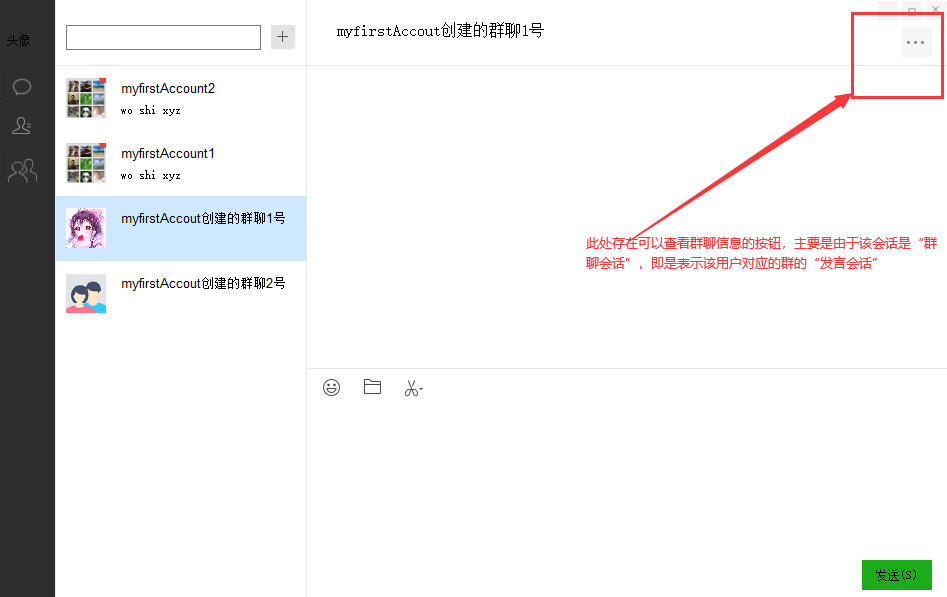 头像
myfirstAccout创建的群聊1号
myfirstAccount2
wo shi xyz
myfirstAccount1
wo shi xyz
myfirstAccout创建的群聊1号
myfirstAccout创建的群聊2号
此处存在可以查看群聊信息的按钮，主要是由于该会话是“群
聊会话”，即是表示该用户对应的群的“发言会话”
发送(S)